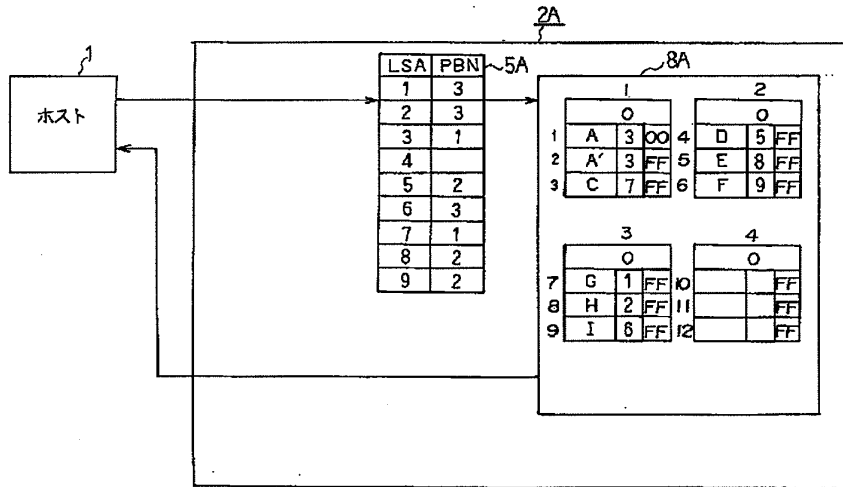 2A
1
ホスト
LSA PBN
5A
1 3
2 3
3 1
4
5 2
6 3
7 1
8 2
9 2
8A
1
0
1 A 3 00
2 A′ 3 FF
3 C 7 FF
2
0
4 D 5 FF
5 E 8 FF
6 F 9 FF
3
0
7 G 1 FF
8 H 2 FF
9 I 6 FF
4
0
10 FF
11 FF
12 FF